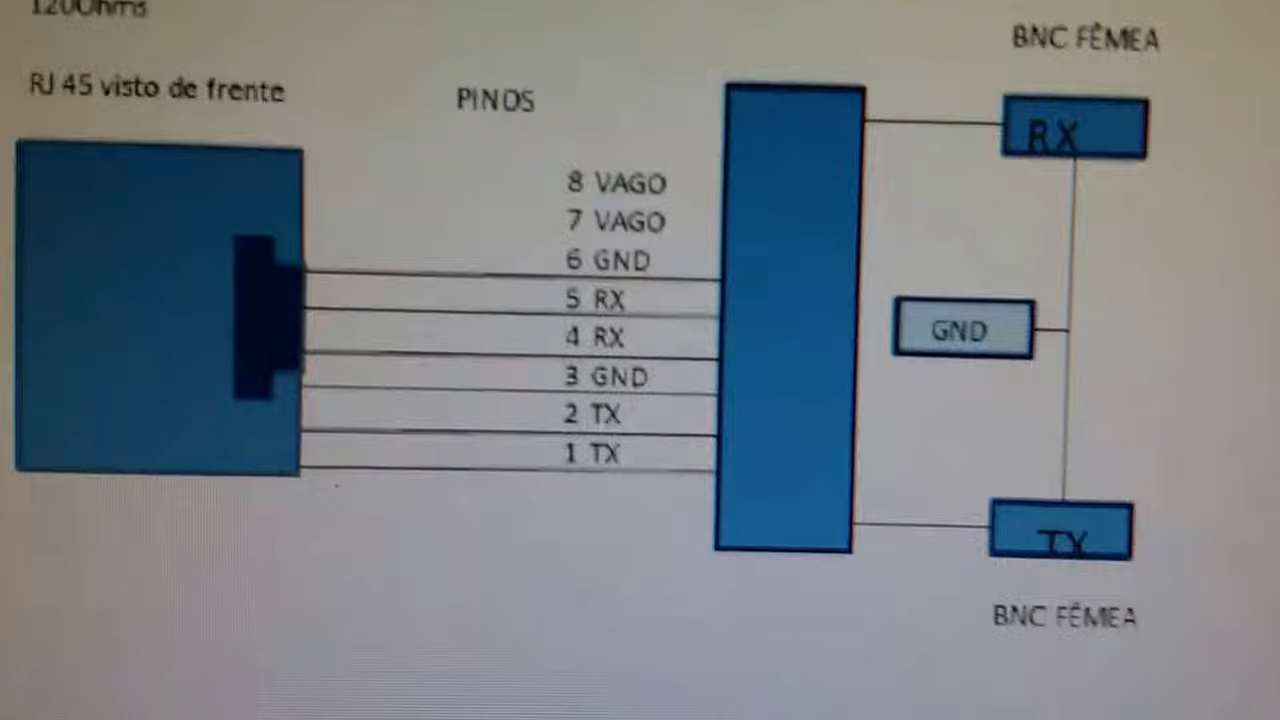 120Ohms
BNC FÊMEA
RJ 45 visto de frente
PINOS
RX
8 VAGO
7 VAGO
6 GND
5 RX
4 RX
GND
3 GND
2 TX
1 TX
TX
BNC FÊMEA